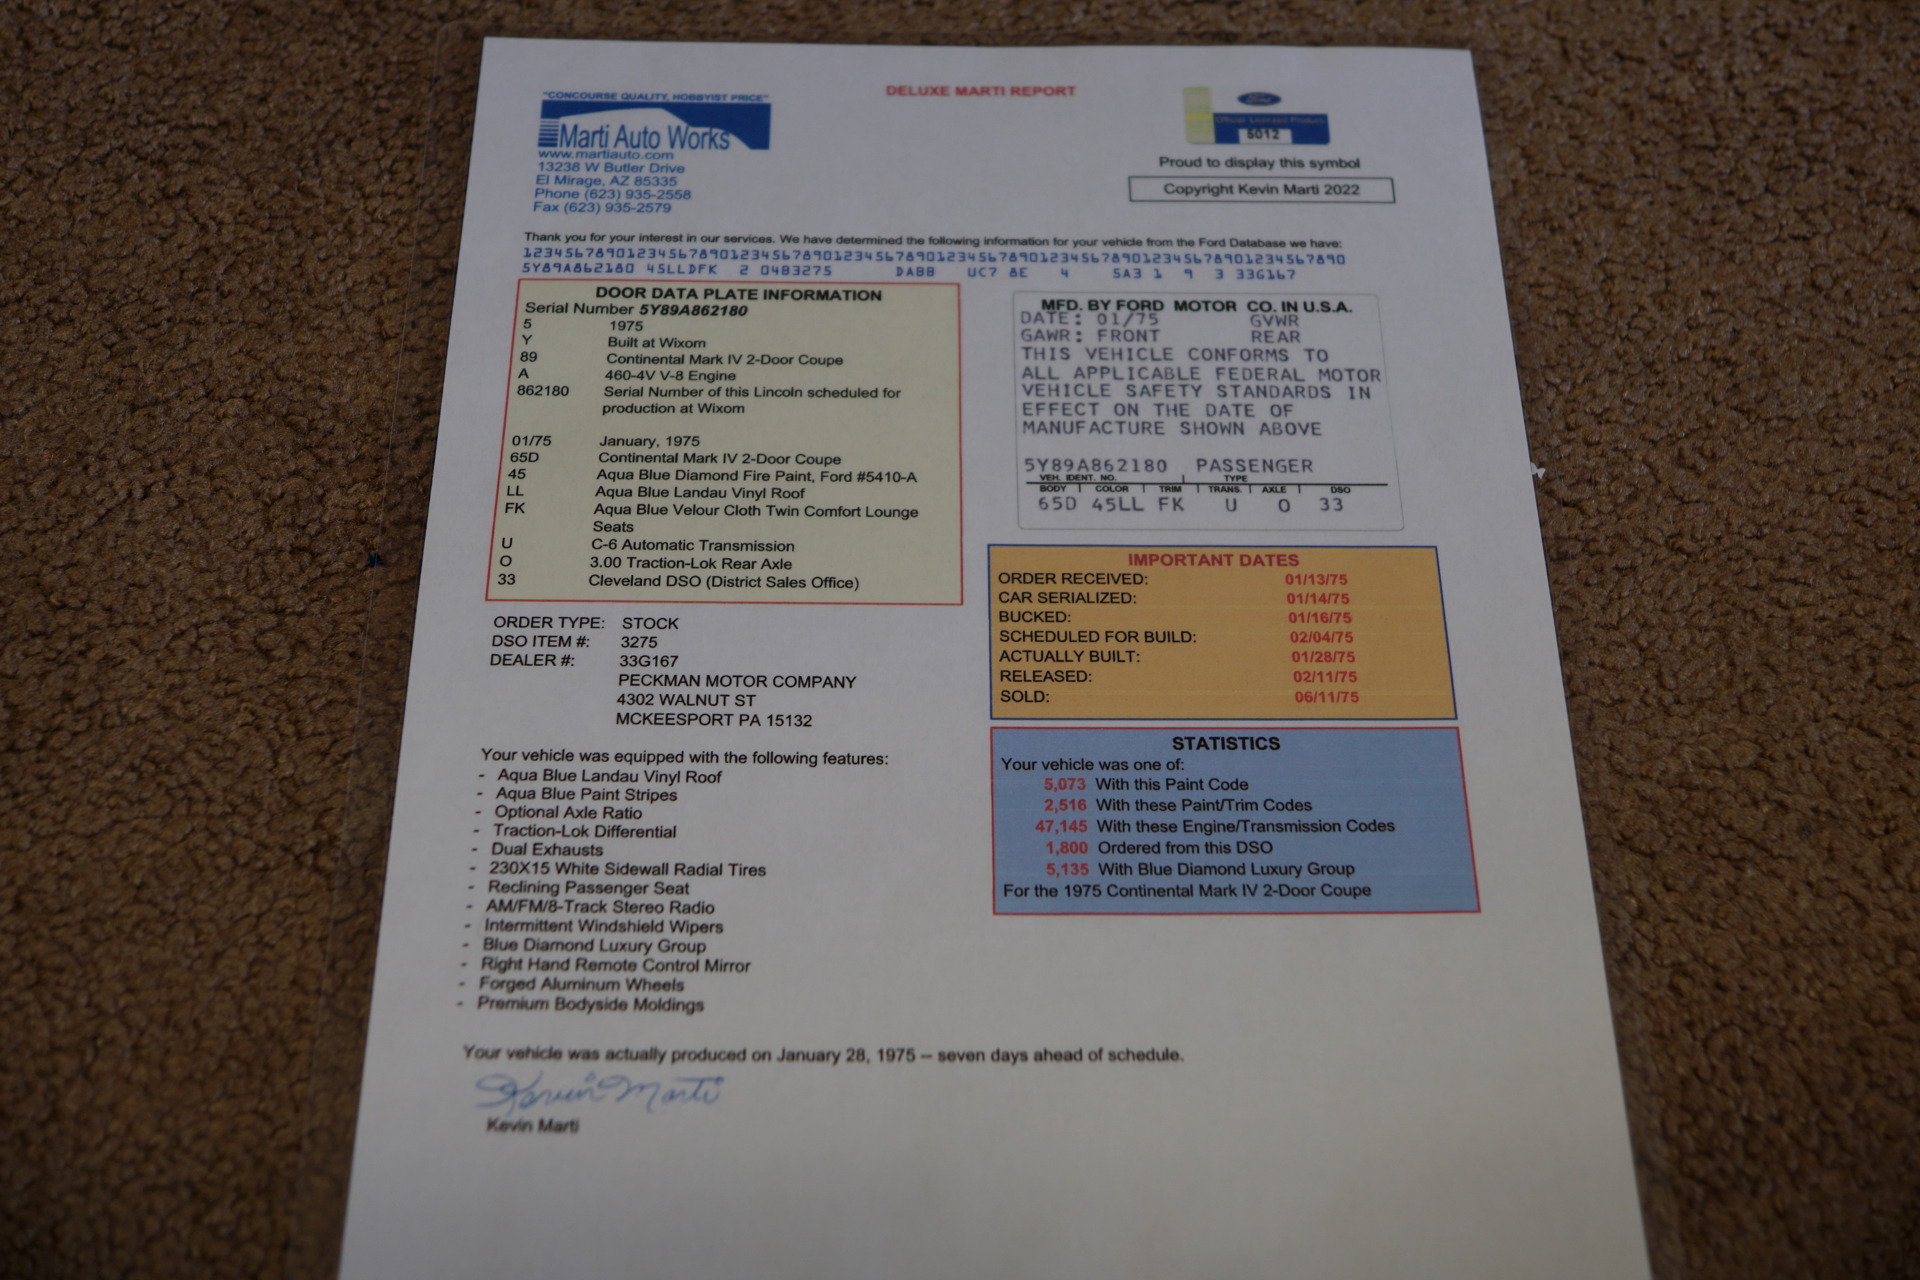 DELUXE MARTI REPORT
"CONCOURSE QUALITY, HOBBYIST PRICE"
Marti Auto Works
www.martiauto.com
13238 W Butler Drive
El Mirage, AZ 85335
Phone (623) 935-2558
Fax (623) 935-2579
Ford
Official Licensed Product
5012
Proud to display this symbol
Copyright Kevin Marti 2022
Thank you for your interest in our services. We have determined the following information for your vehicle from the Ford Database we have:
12345678901234567890123456789012345678901234567890123456789012345678901234567890
5Y89A862180 45LLDFK 2 04B3275 DABB UC7 8E 4 5A3 1 9 3 33G167
DOOR DATA PLATE INFORMATION
Serial Number 5Y89A862180
5 1975
Y Built at Wixom
89 Continental Mark IV 2-Door Coupe
A 460-4V V-8 Engine
862180 Serial Number of this Lincoln scheduled for
production at Wixom
01/75 January, 1975
65D Continental Mark IV 2-Door Coupe
45 Aqua Blue Diamond Fire Paint, Ford #5410-A
LL Aqua Blue Landau Vinyl Roof
FK Aqua Blue Velour Cloth Twin Comfort Lounge
Seats
U C-6 Automatic Transmission
O 3.00 Traction-Lok Rear Axle
33 Cleveland DSO (District Sales Office)
MFD. BY FORD MOTOR CO. IN U.S.A.
DATE: 01/75 GVWR
GAWR: FRONT REAR
THIS VEHICLE CONFORMS TO
ALL APPLICABLE FEDERAL MOTOR
VEHICLE SAFETY STANDARDS IN
EFFECT ON THE DATE OF
MANUFACTURE SHOWN ABOVE
5Y89A862180 PASSENGER
VEH. IDENT. NO. TYPE
BODY COLOR TRIM TRANS. AXLE DSO
65D 45LL FK U O 33
ORDER TYPE: STOCK
DSO ITEM #: 3275
DEALER #: 33G167
PECKMAN MOTOR COMPANY
4302 WALNUT ST
MCKEESPORT PA 15132
IMPORTANT DATES
ORDER RECEIVED: 01/13/75
CAR SERIALIZED: 01/14/75
BUCKED: 01/16/75
SCHEDULED FOR BUILD: 02/04/75
ACTUALLY BUILT: 01/28/75
RELEASED: 02/11/75
SOLD: 06/11/75
Your vehicle was equipped with the following features:
- Aqua Blue Landau Vinyl Roof
- Aqua Blue Paint Stripes
- Optional Axle Ratio
- Traction-Lok Differential
- Dual Exhausts
- 230X15 White Sidewall Radial Tires
- Reclining Passenger Seat
- AM/FM/8-Track Stereo Radio
- Intermittent Windshield Wipers
- Blue Diamond Luxury Group
- Right Hand Remote Control Mirror
- Forged Aluminum Wheels
- Premium Bodyside Moldings
STATISTICS
Your vehicle was one of:
5,073 With this Paint Code
2,516 With these Paint/Trim Codes
47,145 With these Engine/Transmission Codes
1,800 Ordered from this DSO
5,135 With Blue Diamond Luxury Group
For the 1975 Continental Mark IV 2-Door Coupe
Your vehicle was actually produced on January 28, 1975 -- seven days ahead of schedule.
Kevin Marti
Kevin Marti